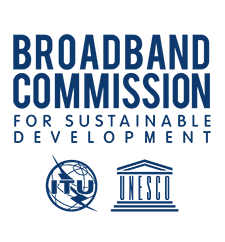 BROADBAND
COMMISSION
FOR SUSTAINABLE
DEVELOPMENT
ITU
UNESCO